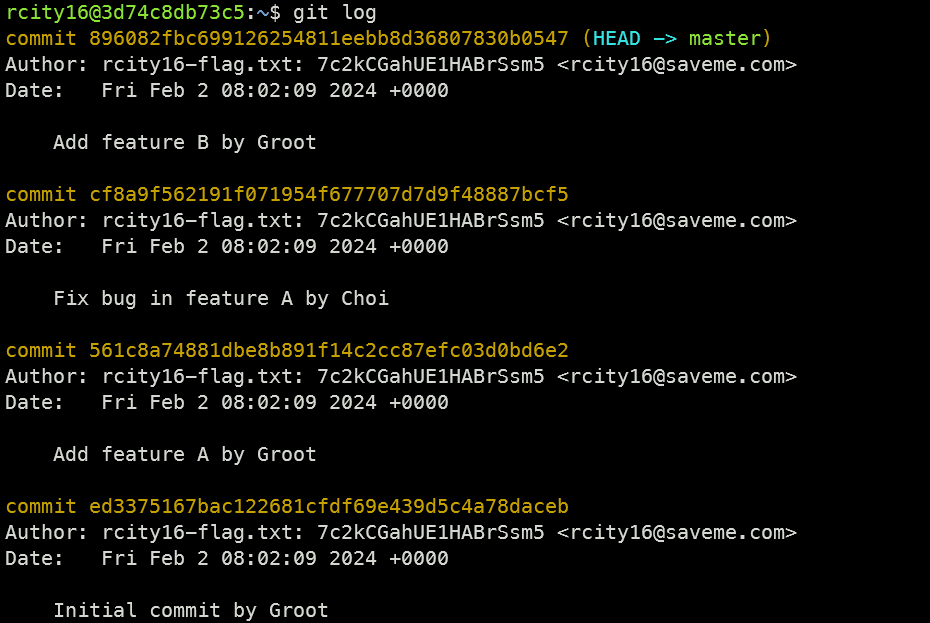 rcity16@3d74c8db73c5:~$ git log
commit 896082fbc699126254811eebb8d36807830b0547 (HEAD -> master)
Author: rcity16-flag.txt: 7c2kCGahUE1HABrSsm5 <rcity16@saveme.com>
Date:   Fri Feb 2 08:02:09 2024 +0000

    Add feature B by Groot

commit cf8a9f562191f071954f677707d7d9f48887bcf5
Author: rcity16-flag.txt: 7c2kCGahUE1HABrSsm5 <rcity16@saveme.com>
Date:   Fri Feb 2 08:02:09 2024 +0000

    Fix bug in feature A by Choi

commit 561c8a74881dbe8b891f14c2cc87efc03d0bd6e2
Author: rcity16-flag.txt: 7c2kCGahUE1HABrSsm5 <rcity16@saveme.com>
Date:   Fri Feb 2 08:02:09 2024 +0000

    Add feature A by Groot

commit ed3375167bac122681cfdf69e439d5c4a78daceb
Author: rcity16-flag.txt: 7c2kCGahUE1HABrSsm5 <rcity16@saveme.com>
Date:   Fri Feb 2 08:02:09 2024 +0000

    Initial commit by Groot